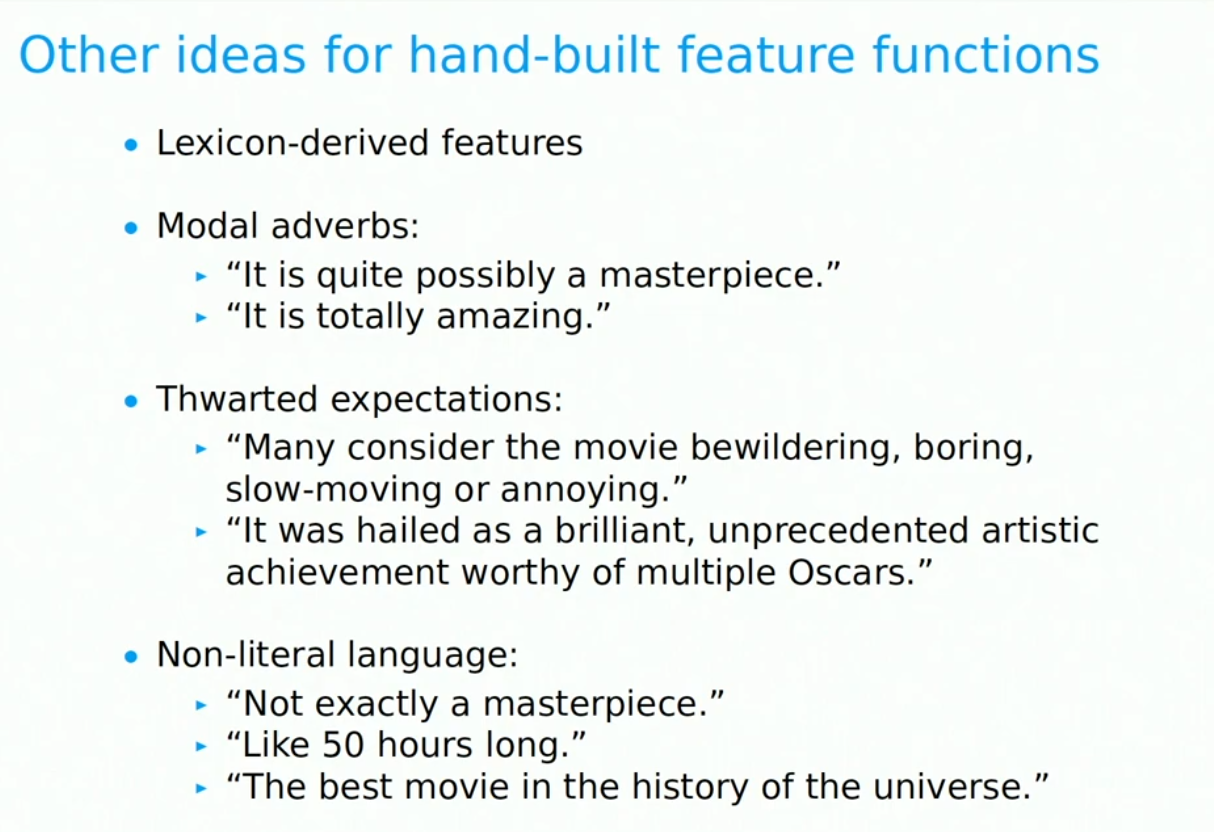 Other ideas for hand-built feature functions
• Lexicon-derived features
• Modal adverbs:
▸ “It is quite possibly a masterpiece.”
▸ “It is totally amazing.”
• Thwarted expectations:
▸ “Many consider the movie bewildering, boring,
slow-moving or annoying.”
▸ “It was hailed as a brilliant, unprecedented artistic
achievement worthy of multiple Oscars.”
• Non-literal language:
▸ “Not exactly a masterpiece.”
▸ “Like 50 hours long.”
▸ “The best movie in the history of the universe.”